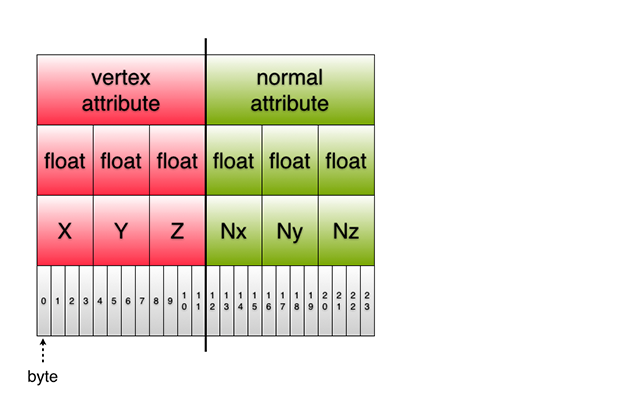 vertex normal
attribute attribute
float float float float float float
X Y Z Nx Ny Nz
0 1 2 3 4 5 6 7 8 9 10 11 12 13 14 15 16 17 18 19 20 21 22 23
byte